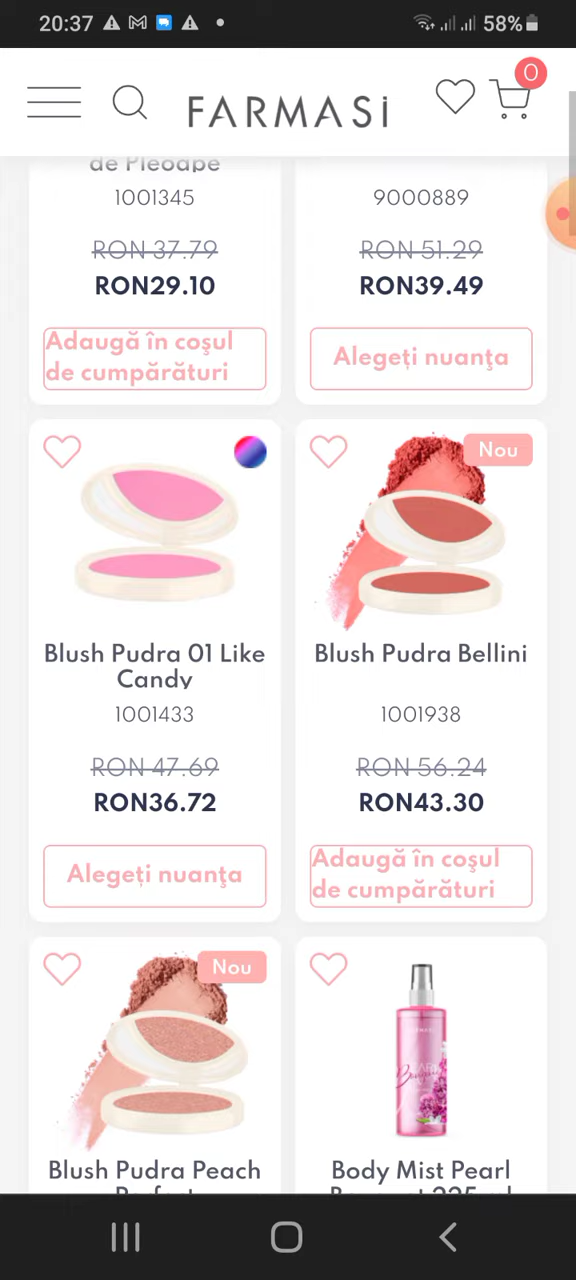 20:37
58%
0
FARMASi
de Pleoape
1001345
9000889
RON 37.79
RON 51.29
RON29.10
RON39.49
Adaugă în coşul
de cumpărături
Alegeți nuanţa
Nou
Blush Pudra 01 Like
Candy
Blush Pudra Bellini
1001433
1001938
RON 47.69
RON 56.24
RON36.72
RON43.30
Alegeți nuanţa
Adaugă în coşul
de cumpărături
Nou
Blush Pudra Peach
Body Mist Pearl